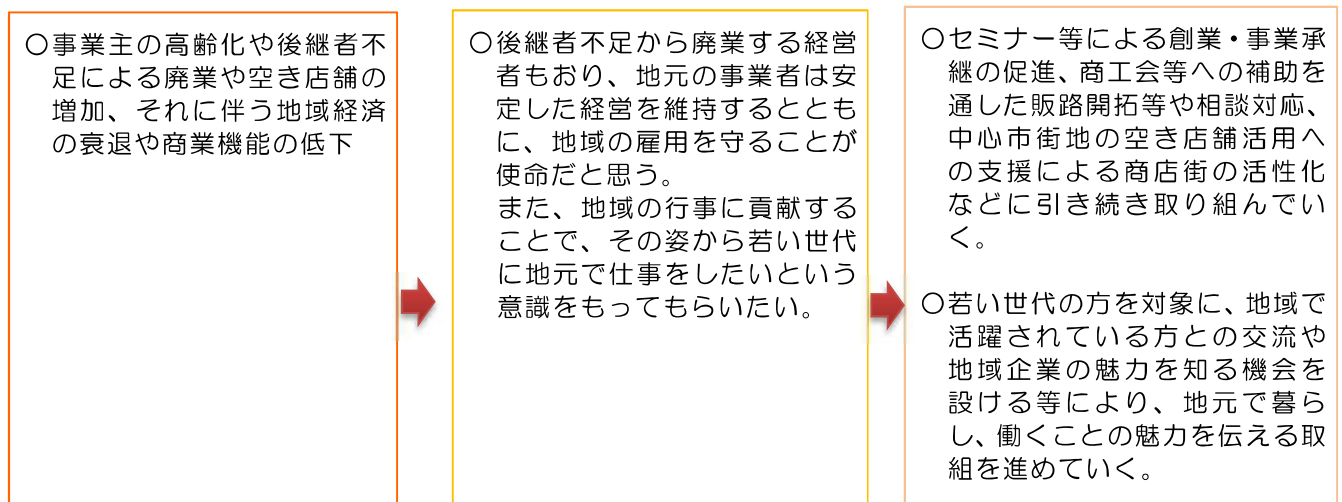 〇事業主の高齢化や後継者不
足による廃業や空き店舗の
増加、それに伴う地域経済
の衰退や商業機能の低下
〇後継者不足から廃業する経営
者もおり、地元の事業者は安
定した経営を維持するととも
に、地域の雇用を守ることが
使命だと思う。
また、地域の行事に貢献する
ことで、その姿から若い世代
に地元で仕事をしたいという
意識をもってもらいたい。
〇セミナー等による創業・事業承
継の促進、商工会等への補助を
通した販路開拓等や相談対応、
中心市街地の空き店舗活用へ
の支援による商店街の活性化
などに引き続き取り組んでい
く。
〇若い世代の方を対象に、地域で
活躍されている方との交流や
地域企業の魅力を知る機会を
設ける等により、地元で暮ら
し、働くことの魅力を伝える取
組を進めていく。